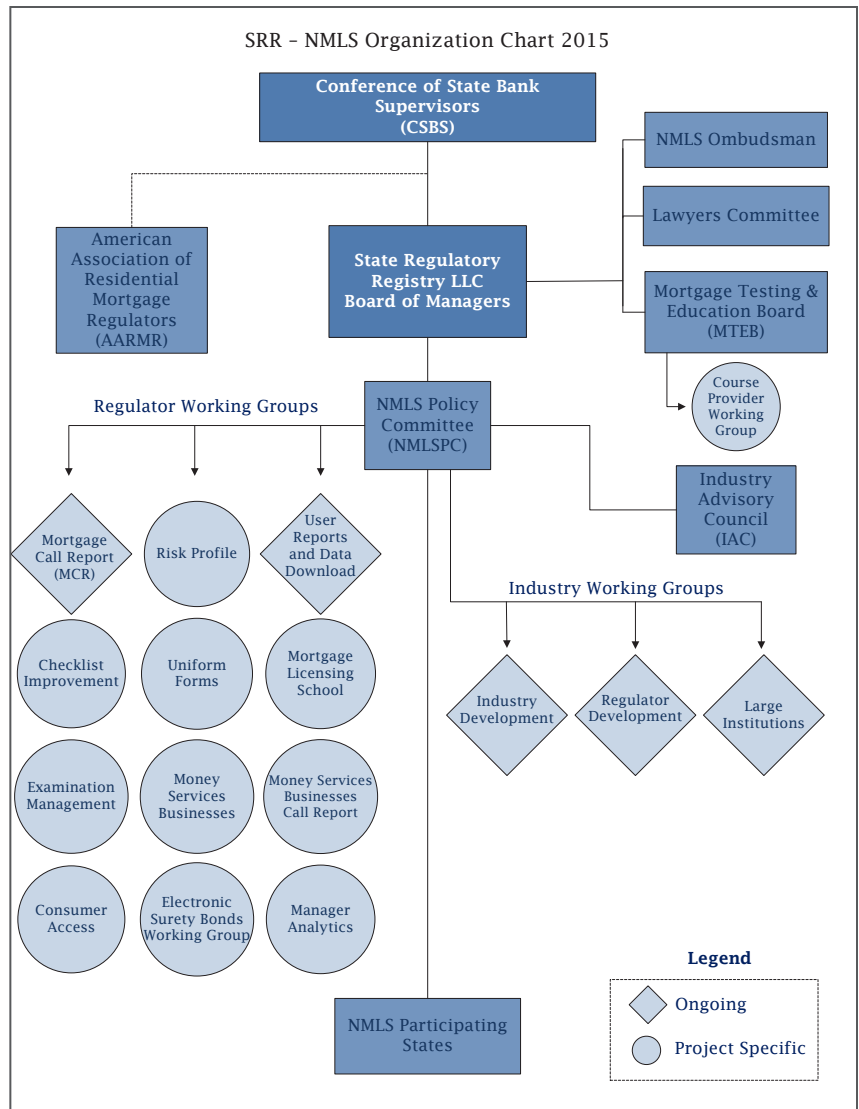 SRR – NMLS Organization Chart 2015
Conference of State Bank
Supervisors
(CSBS)
NMLS Ombudsman
Lawyers Committee
American
Association of
Residential
Mortgage
Regulators
(AARMR)
State Regulatory
Registry LLC
Board of Managers
Mortgage Testing &
Education Board
(MTEB)
Course
Provider
Working
Group
Regulator Working Groups
NMLS Policy
Committee
(NMLSPC)
Industry
Advisory
Council
(IAC)
Mortgage
Call Report
(MCR)
Risk Profile
User
Reports
and Data
Download
Industry Working Groups
Checklist
Improvement
Uniform
Forms
Mortgage
Licensing
School
Industry
Development
Regulator
Development
Large
Institutions
Examination
Management
Money
Services
Businesses
Money Services
Businesses
Call Report
Consumer
Access
Electronic
Surety Bonds
Working Group
Manager
Analytics
Legend
Ongoing
Project Specific
NMLS Participating
States